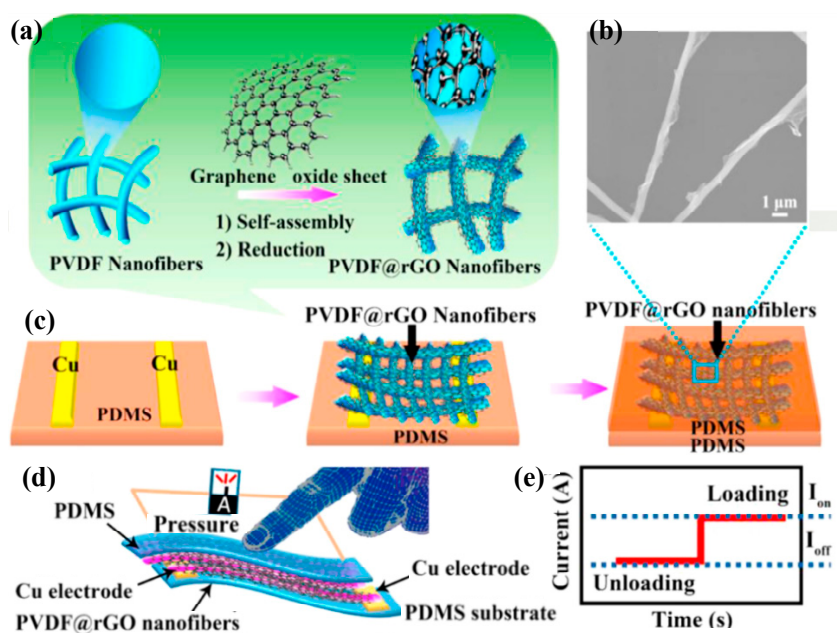 (a)
Graphene oxide sheet
1) Self-assembly
2) Reduction
PVDF Nanofibers
PVDF@rGO Nanofibers
(b)
1 μm
(c)
Cu
Cu
PDMS
PVDF@rGO Nanofibers
PDMS
PVDF@rGO nanofiblers
PDMS
PDMS
(d)
A
Pressure
PDMS
Cu electrode
PVDF@rGO nanofibers
Cu electrode
PDMS substrate
(e)
Current (A)
Loading
Unloading
Ion
Ioff
Time (s)